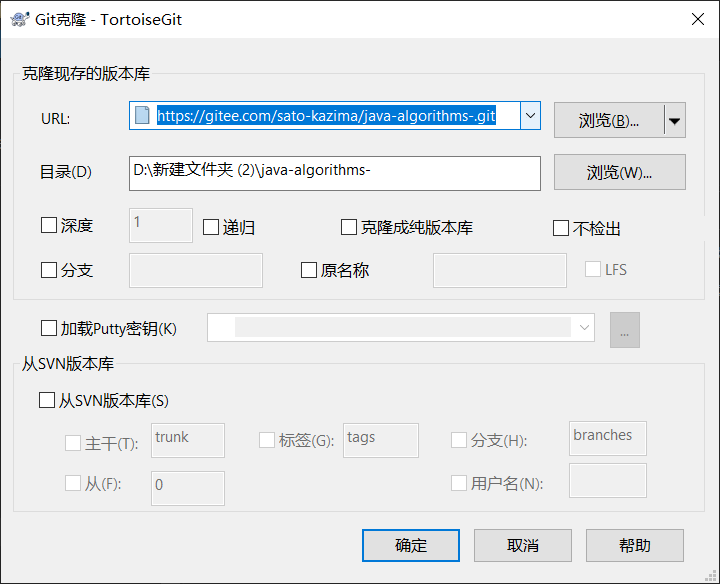 Git克隆 - TortoiseGit
克隆现存的版本库
URL: https://gitee.com/sato-kazima/java-algorithms-.git 浏览(B)...
目录(D) D:\新建文件夹 (2)\java-algorithms- 浏览(W)...
深度 1 递归 克隆成纯版本库 不检出
分支 原名称 LFS
加载Putty密钥(K) ...
从SVN版本库
从SVN版本库(S)
主干(T): trunk 标签(G): tags 分支(H): branches
从(F): 0 用户名(N):
确定 取消 帮助